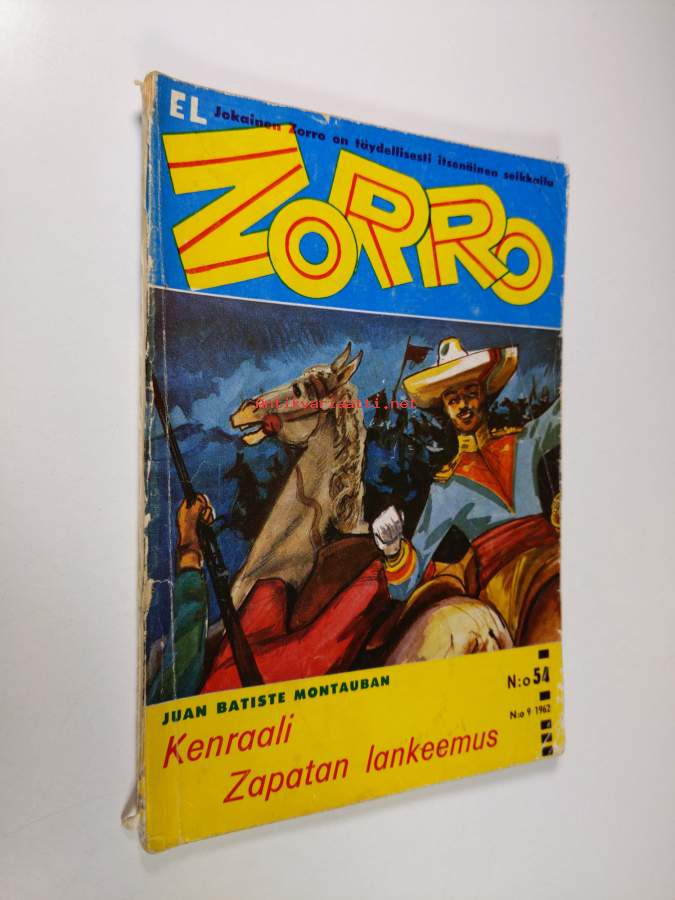 EL Jokainen Zorro on täydellisesti itsenäinen seikkailu
ZORRO
Antikvariaatti.net
JUAN BATISTE MONTAUBAN
Kenraali
Zapatan lankeemus
N:o 54
N:o 9 1962